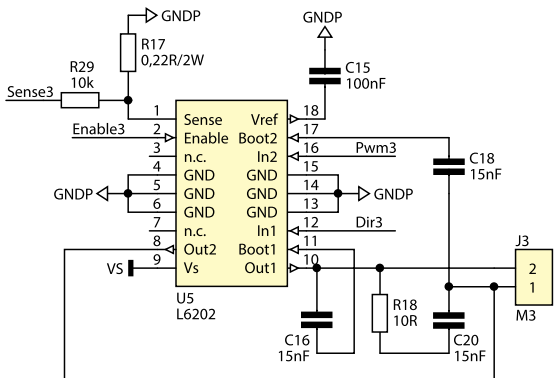 GNDP
GNDP
R17
0,22R/2W
R29
10k
C15
100nF
Sense3
1
Sense
Vref
18
Enable3
2
Enable
Boot2
17
3
n.c.
In2
16
Pwm3
4
GND
GND
15
C18
15nF
GNDP
5
GND
GND
14
GNDP
6
GND
GND
13
7
n.c.
In1
12
Dir3
8
Out2
Boot1
11
J3
VS
9
Vs
Out1
10
2
1
U5
L6202
R18
10R
M3
C16
15nF
C20
15nF